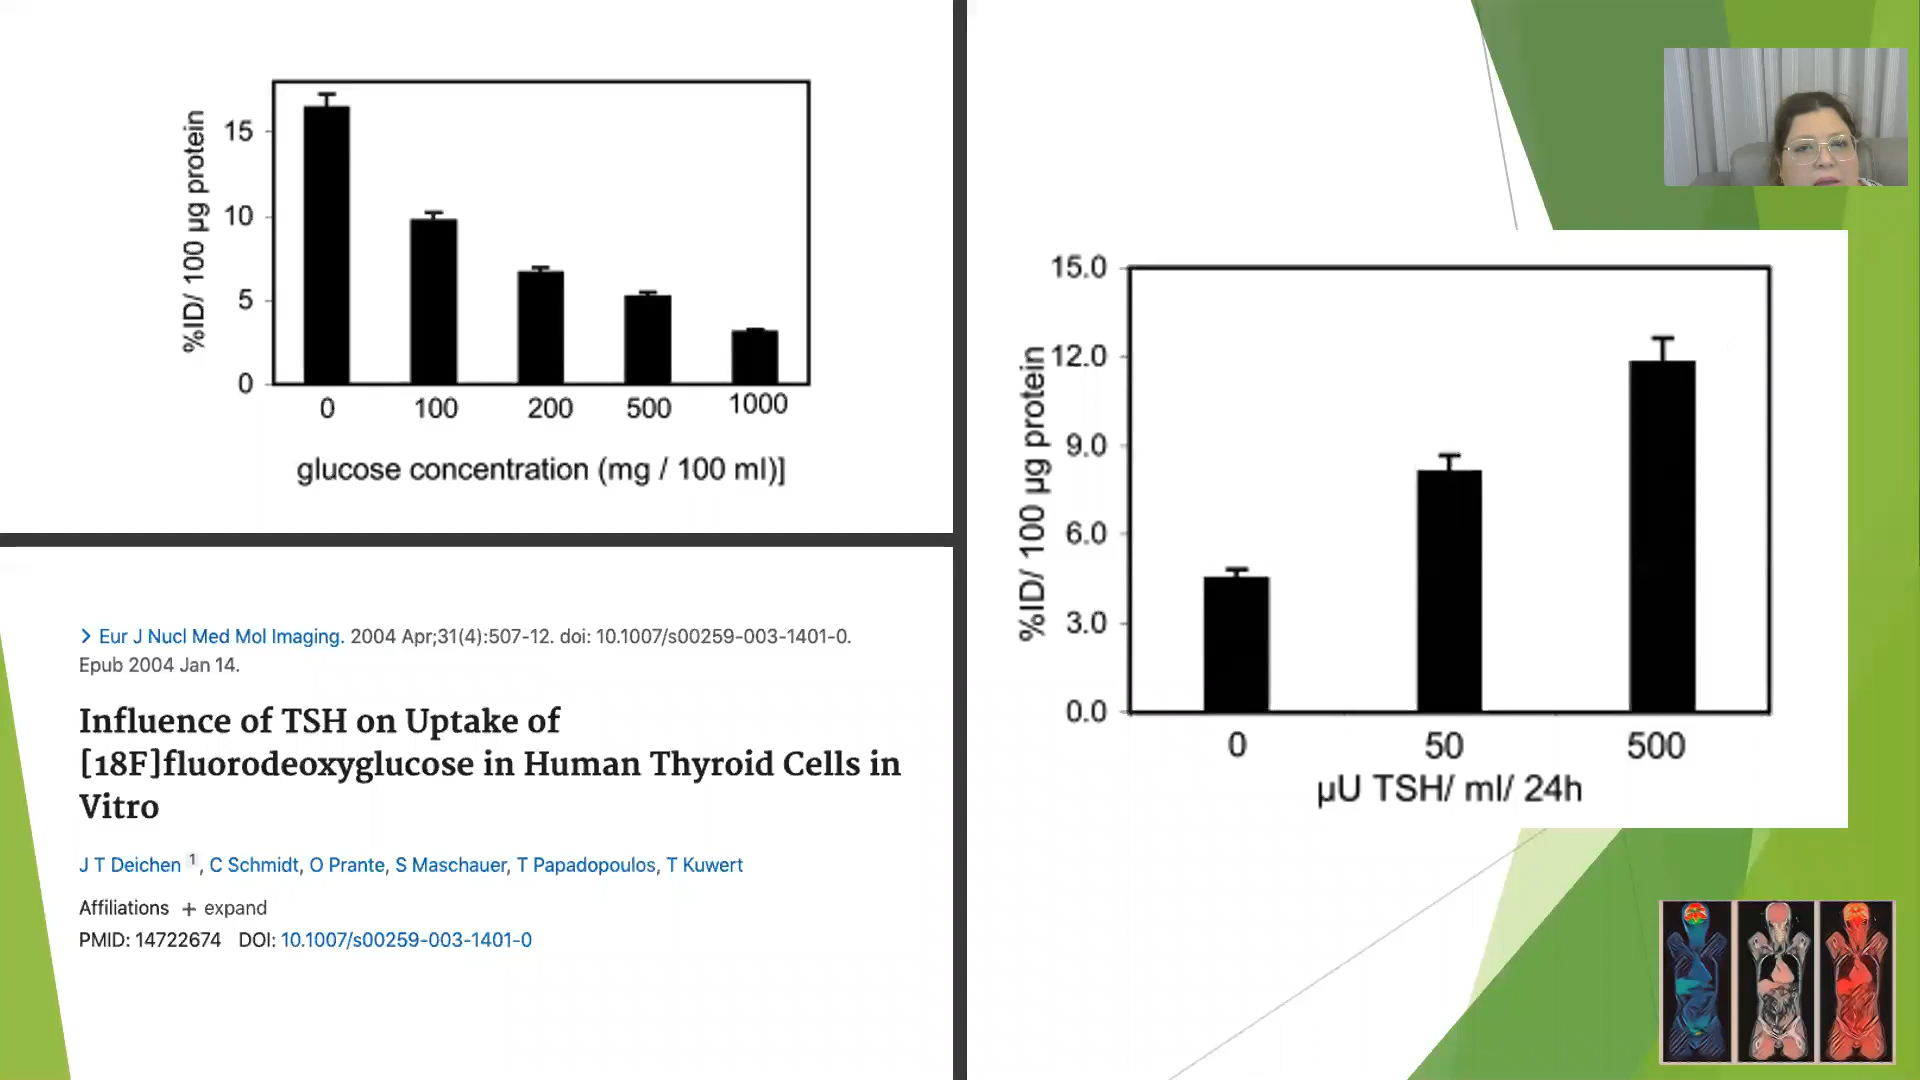 %ID/ 100 µg protein
15
10
5
0
0 100 200 500 1000
glucose concentration (mg / 100 ml)]
> Eur J Nucl Med Mol Imaging. 2004 Apr;31(4):507-12. doi: 10.1007/s00259-003-1401-0.
Epub 2004 Jan 14.
Influence of TSH on Uptake of
[18F]fluorodeoxyglucose in Human Thyroid Cells in
Vitro
J T Deichen 1, C Schmidt, O Prante, S Maschauer, T Papadopoulos, T Kuwert
Affiliations + expand
PMID: 14722674 DOI: 10.1007/s00259-003-1401-0
%ID/ 100 µg protein
15.0
12.0
9.0
6.0
3.0
0.0
0 50 500
µU TSH/ ml/ 24h